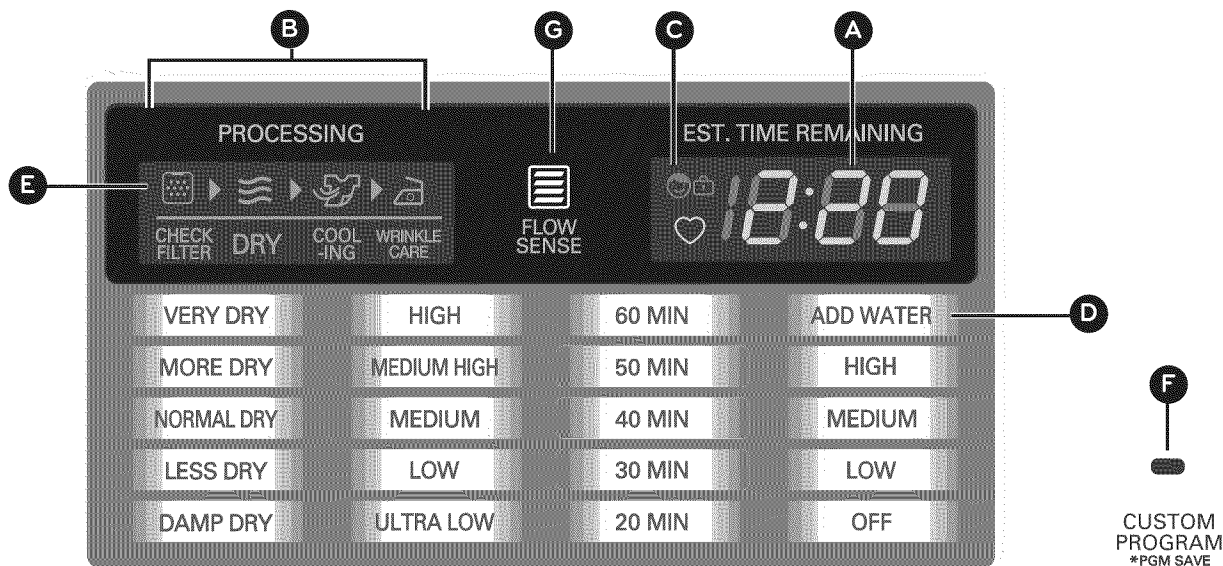 B
G
C
A
PROCESSING
EST. TIME REMAINING
E
12:20
CHECK
FILTER
DRY
COOL
-ING
WRINKLE
CARE
FLOW
SENSE
VERY DRY
HIGH
60 MIN
ADD WATER
D
MORE DRY
MEDIUM HIGH
50 MIN
HIGH
F
NORMAL DRY
MEDIUM
40 MIN
MEDIUM
LESS DRY
LOW
30 MIN
LOW
DAMP DRY
ULTRA LOW
20 MIN
OFF
CUSTOM
PROGRAM
*PGM SAVE